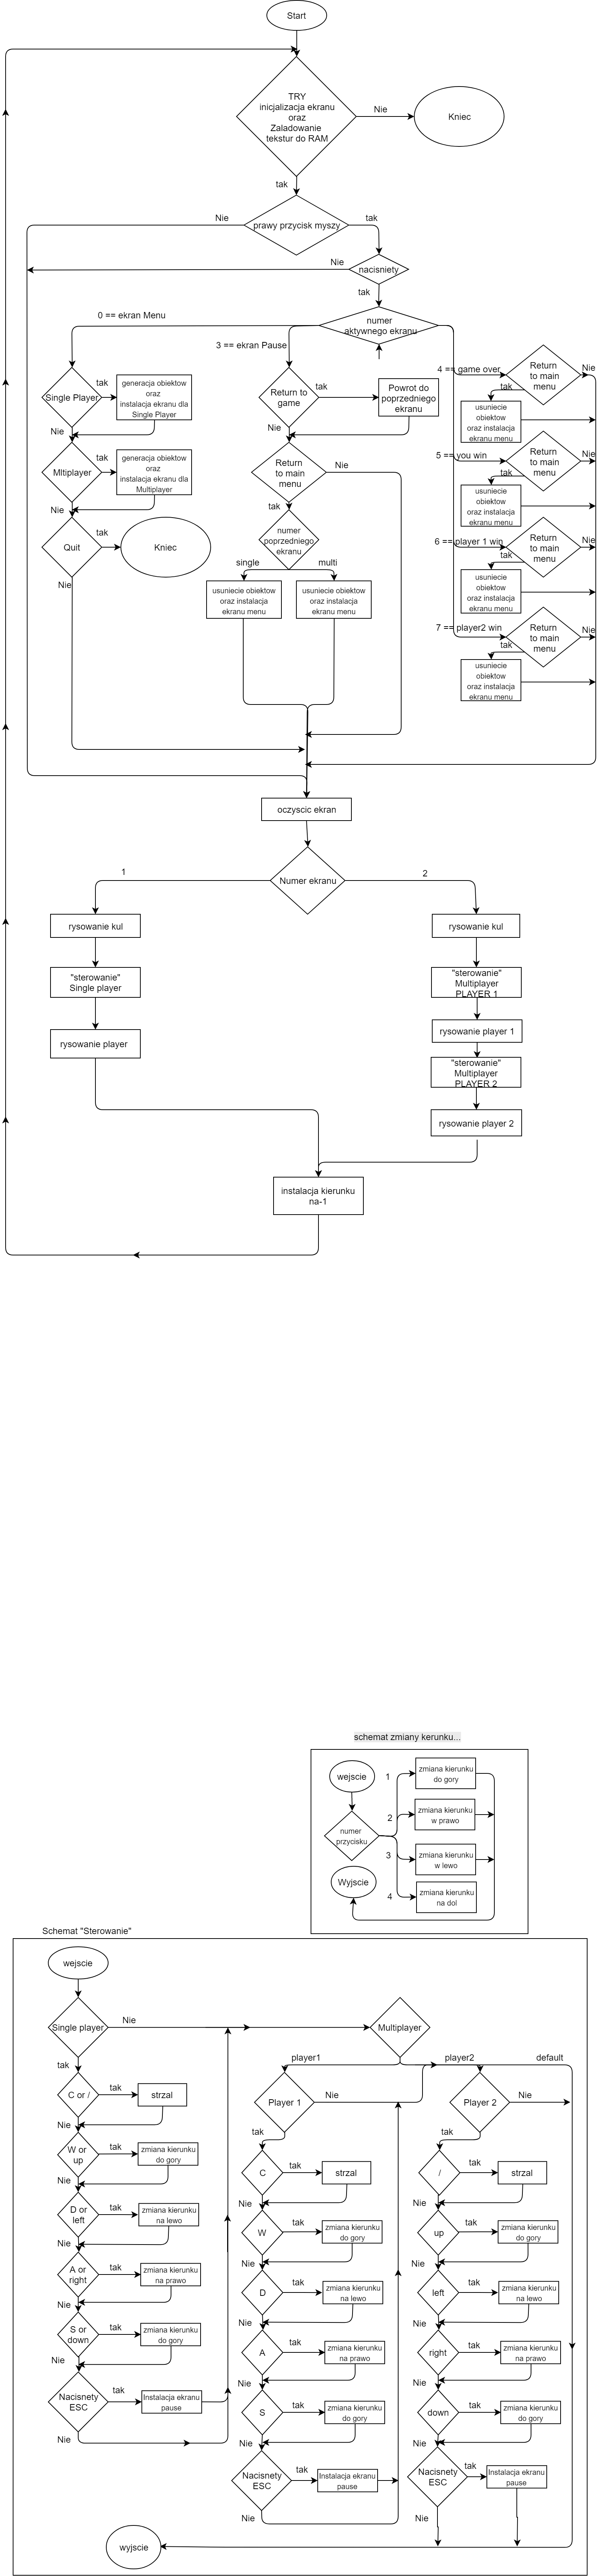 Start
TRY
inicjalizacja ekranu
oraz
Zaladowanie
tekstur do RAM
Nie
Kniec
tak
prawy przycisk myszy
Nie
tak
nacisniety
Nie
tak
numer
aktywnego ekranu
0 == ekran Menu
3 == ekran Pause
4 == game over
Single Player
tak
generacja obiektow
oraz
instalacja ekranu dla
Single Player
Nie
Mltiplayer
tak
generacja obiektow
oraz
instalacja ekranu dla
Multiplayer
Nie
Quit
tak
Kniec
Nie
Return to
game
tak
Powrot do
poprzedniego
ekranu
Nie
Return
to main
menu
Nie
tak
numer
poprzedniego
ekranu
single
multi
usuniecie obiektow
oraz instalacja
ekranu menu
usuniecie obiektow
oraz instalacja
ekranu menu
Return
to main
menu
Nie
tak
usuniecie
obiektow
oraz instalacja
ekranu menu
5 == you win
Return
to main
menu
Nie
tak
usuniecie
obiektow
oraz instalacja
ekranu menu
6 == player 1 win
Return
to main
menu
Nie
tak
usuniecie
obiektow
oraz instalacja
ekranu menu
7 == player2 win
Return
to main
menu
Nie
tak
usuniecie
obiektow
oraz instalacja
ekranu menu
oczyscic ekran
Numer ekranu
1
2
rysowanie kul
"sterowanie"
Single player
rysowanie player
rysowanie kul
"sterowanie"
Multiplayer
PLAYER 1
rysowanie player 1
"sterowanie"
Multiplayer
PLAYER 2
rysowanie player 2
instalacja kierunku
na-1
schemat zmiany kerunku...
wejscie
numer
przycisku
Wyjscie
1
zmiana kierunku
do gory
2
zmiana kierunku
w prawo
3
zmiana kierunku
w lewo
4
zmiana kierunku
na dol
Schemat "Sterowanie"
wejscie
Single player
Nie
tak
C or /
tak
strzal
Nie
W or
up
tak
zmiana kierunku
do gory
Nie
D or
left
tak
zmiana kierunku
na lewo
Nie
A or
right
tak
zmiana kierunku
na prawo
Nie
S or
down
tak
zmiana kierunku
do gory
Nie
Nacisnety
ESC
tak
Instalacja ekranu
pause
Nie
Multiplayer
player1
player2
default
Player 1
Nie
tak
C
tak
strzal
Nie
W
tak
zmiana kierunku
do gory
Nie
D
tak
zmiana kierunku
na lewo
Nie
A
tak
zmiana kierunku
na prawo
Nie
S
tak
zmiana kierunku
do gory
Nie
Nacisnety
ESC
tak
Instalacja ekranu
pause
Nie
Player 2
Nie
tak
/
tak
strzal
Nie
up
tak
zmiana kierunku
do gory
Nie
left
tak
zmiana kierunku
na lewo
Nie
right
tak
zmiana kierunku
na prawo
Nie
down
tak
zmiana kierunku
do gory
Nie
Nacisnety
ESC
tak
Instalacja ekranu
pause
Nie
wyjscie